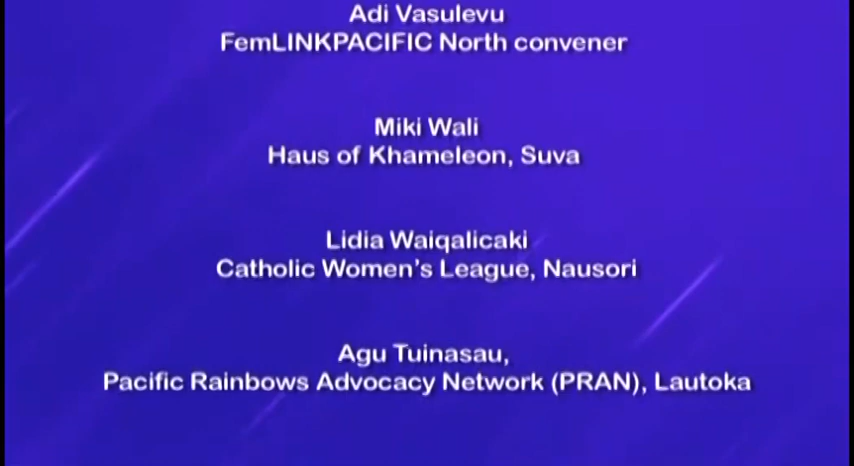 Adi Vasulevu
FemLINKPACIFIC North convener
Miki Wali
Haus of Khameleon, Suva
Lidia Waiqalicaki
Catholic Women's League, Nausori
Agu Tuinasau,
Pacific Rainbows Advocacy Network (PRAN), Lautoka